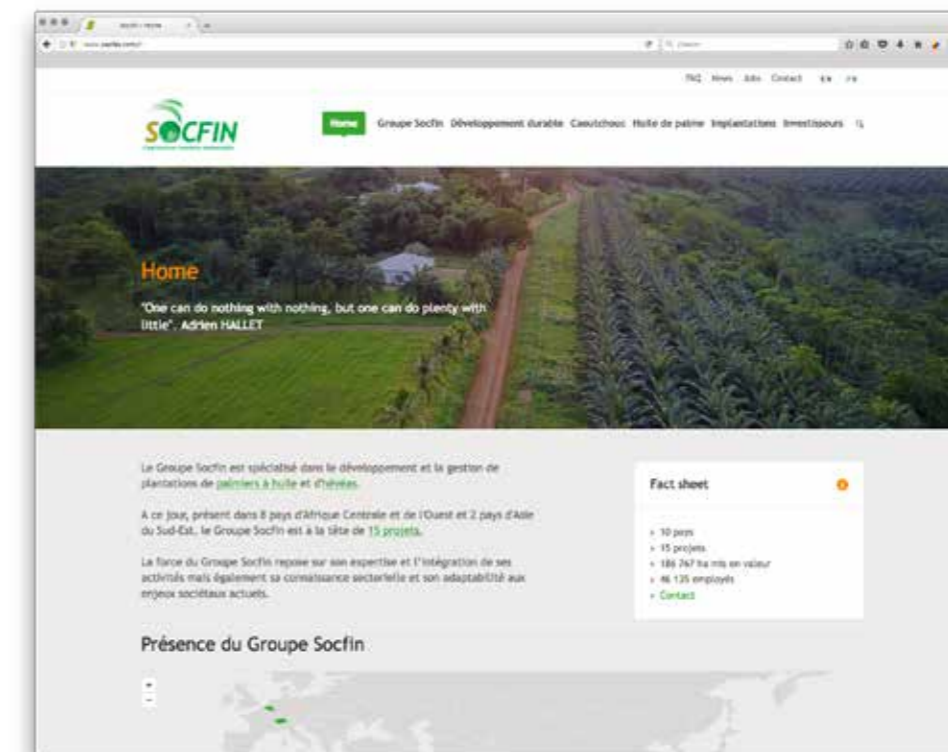 FAQ News Jobs Contact EN FR
SOCFIN
Home Groupe Socfin Développement durable Caoutchouc Huile de palme Implantations Investisseurs
Home
"One can do nothing with nothing, but one can do plenty with
little". Adrien HALLET
Le Groupe Socfin est spécialisé dans le développement et la gestion de
plantations de palmiers à huile et d'hévéas.
A ce jour, présent dans 8 pays d'Afrique Centrale et de l'Ouest et 2 pays d'Asie
du Sud-Est, le Groupe Socfin est à la tête de 15 projets.
La force du Groupe Socfin repose sur son expertise et l'intégration de ses
activités mais également sa connaissance sectorielle et son adaptabilité aux
enjeux sociétaux actuels.
Fact sheet
10 pays
15 projets
186 767 ha mis en valeur
46 135 employés
Contact
Présence du Groupe Socfin
+
-